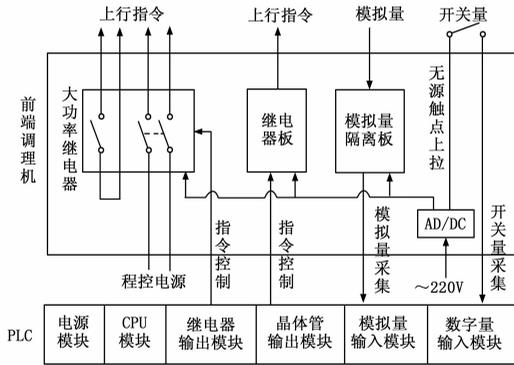 上行指令
上行指令
模拟量
开关量
前端调理机
大功率继电器
继电
器板
模拟量
隔离板
无源触点上拉
AD/DC
指令控制
指令控制
模拟量采集
开关量采集
程控电源
～220V
PLC
电源
模块
CPU
模块
继电器
输出模块
晶体管
输出模块
模拟量
输入模块
数字量
输入模块